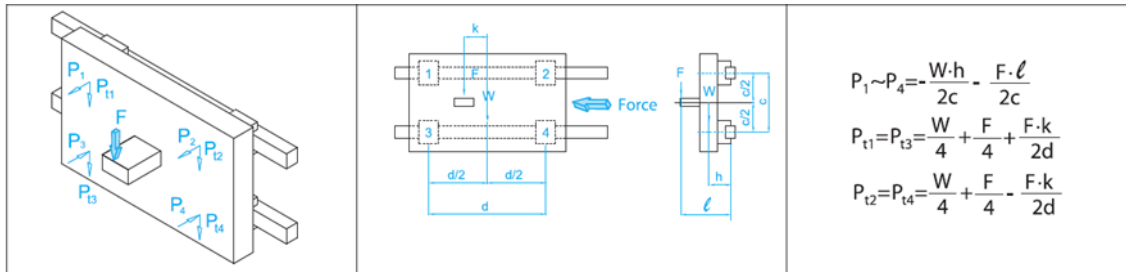 P₁
Pt1
F
P₃
Pt3
P₂
Pt2
P₄
Pt4
k
1
2
F
W
3
4
Force
d/2
d/2
d
F
W
c/2
c/2
c
h
ℓ
P₁~P₄=-W·h/2c - F·ℓ/2c
Pt1=Pt3=W/4+F/4+F·k/2d
Pt2=Pt4=W/4+F/4-F·k/2d